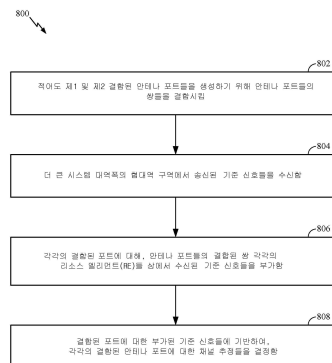 800
802
적어도 제1 및 제2 결합된 안테나 포트들을 생성하기 위해 안테나 포트들의
쌍들을 결합시킴
804
더 큰 시스템 대역폭의 협대역 구역에서 송신된 기준 신호들을 수신함
806
각각의 결합된 포트에 대해, 안테나 포트들의 결합된 쌍 각각의
리소스 엘리먼트(RE)들 상에서 수신된 기준 신호들을 부가함
808
결합된 포트에 대한 부가된 기준 신호들에 기반하여,
각각의 결합된 안테나 포트에 대한 채널 추정들을 결정함